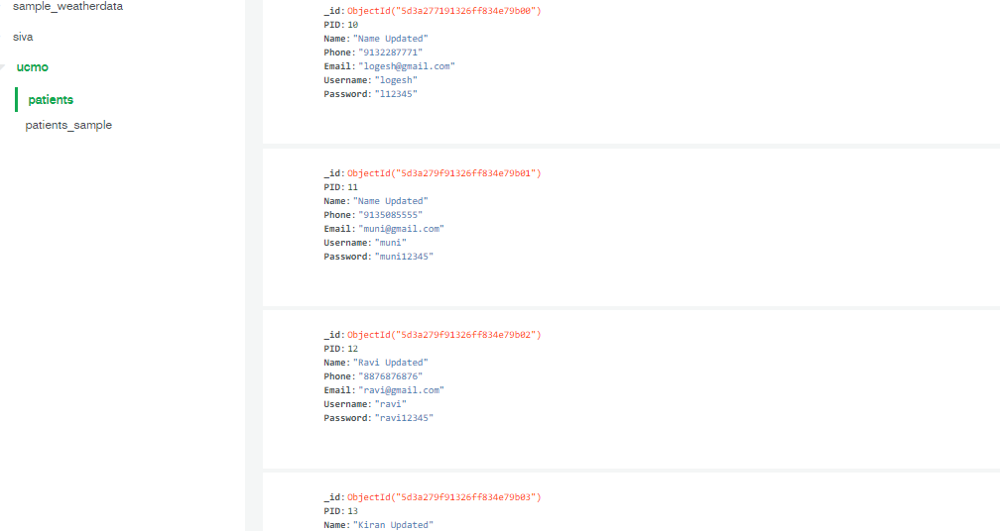 sample_weatherdata
siva
ucmo
patients
patients_sample
_id: ObjectId("5d3a277191326ff834e79b00")
PID: 10
Name: "Name Updated"
Phone: "9132287771"
Email: "logesh@gmail.com"
Username: "logesh"
Password: "l12345"
_id: ObjectId("5d3a279f91326ff834e79b01")
PID: 11
Name: "Name Updated"
Phone: "9135085555"
Email: "muni@gmail.com"
Username: "muni"
Password: "muni12345"
_id: ObjectId("5d3a279f91326ff834e79b02")
PID: 12
Name: "Ravi Updated"
Phone: "8876876876"
Email: "ravi@gmail.com"
Username: "ravi"
Password: "ravi12345"
_id: ObjectId("5d3a279f91326ff834e79b03")
PID: 13
Name: "Kiran Updated"